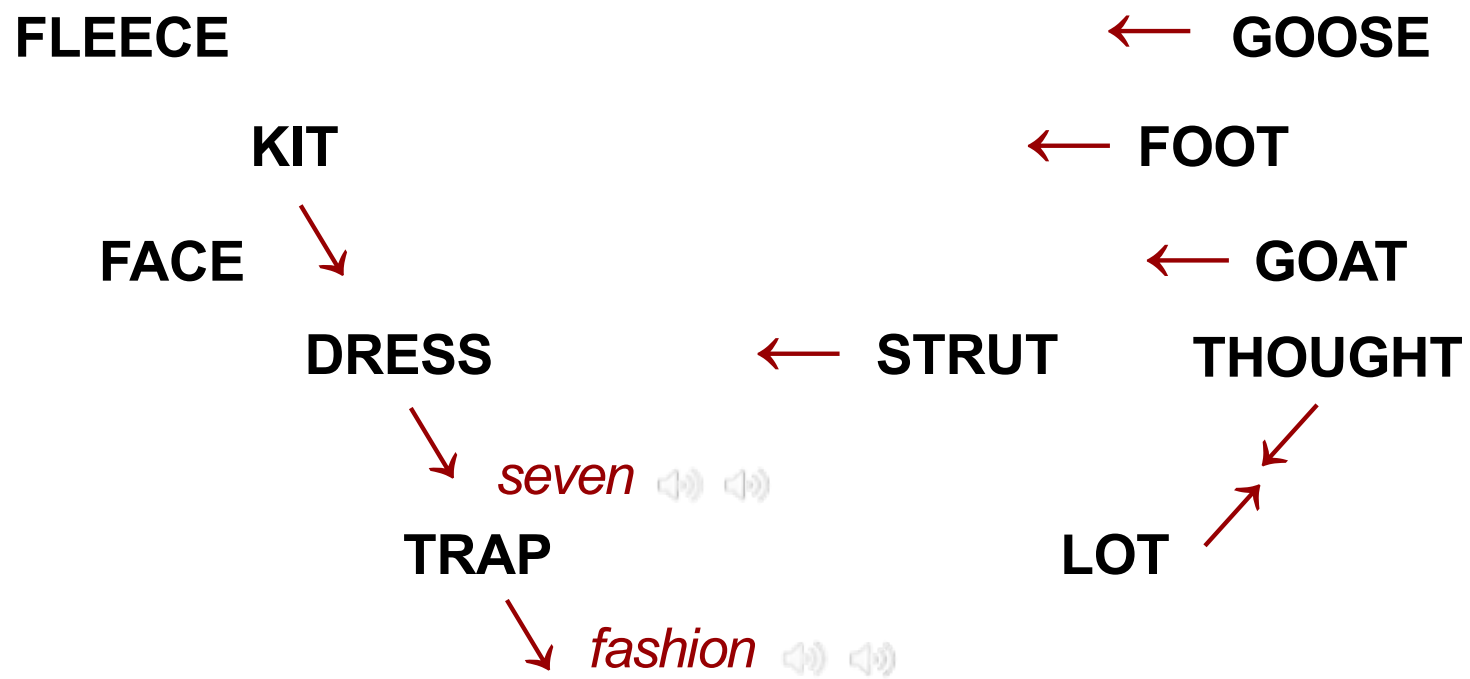 FLEECE GOOSE
KIT FOOT
FACE GOAT
DRESS STRUT THOUGHT
seven
TRAP LOT
fashion